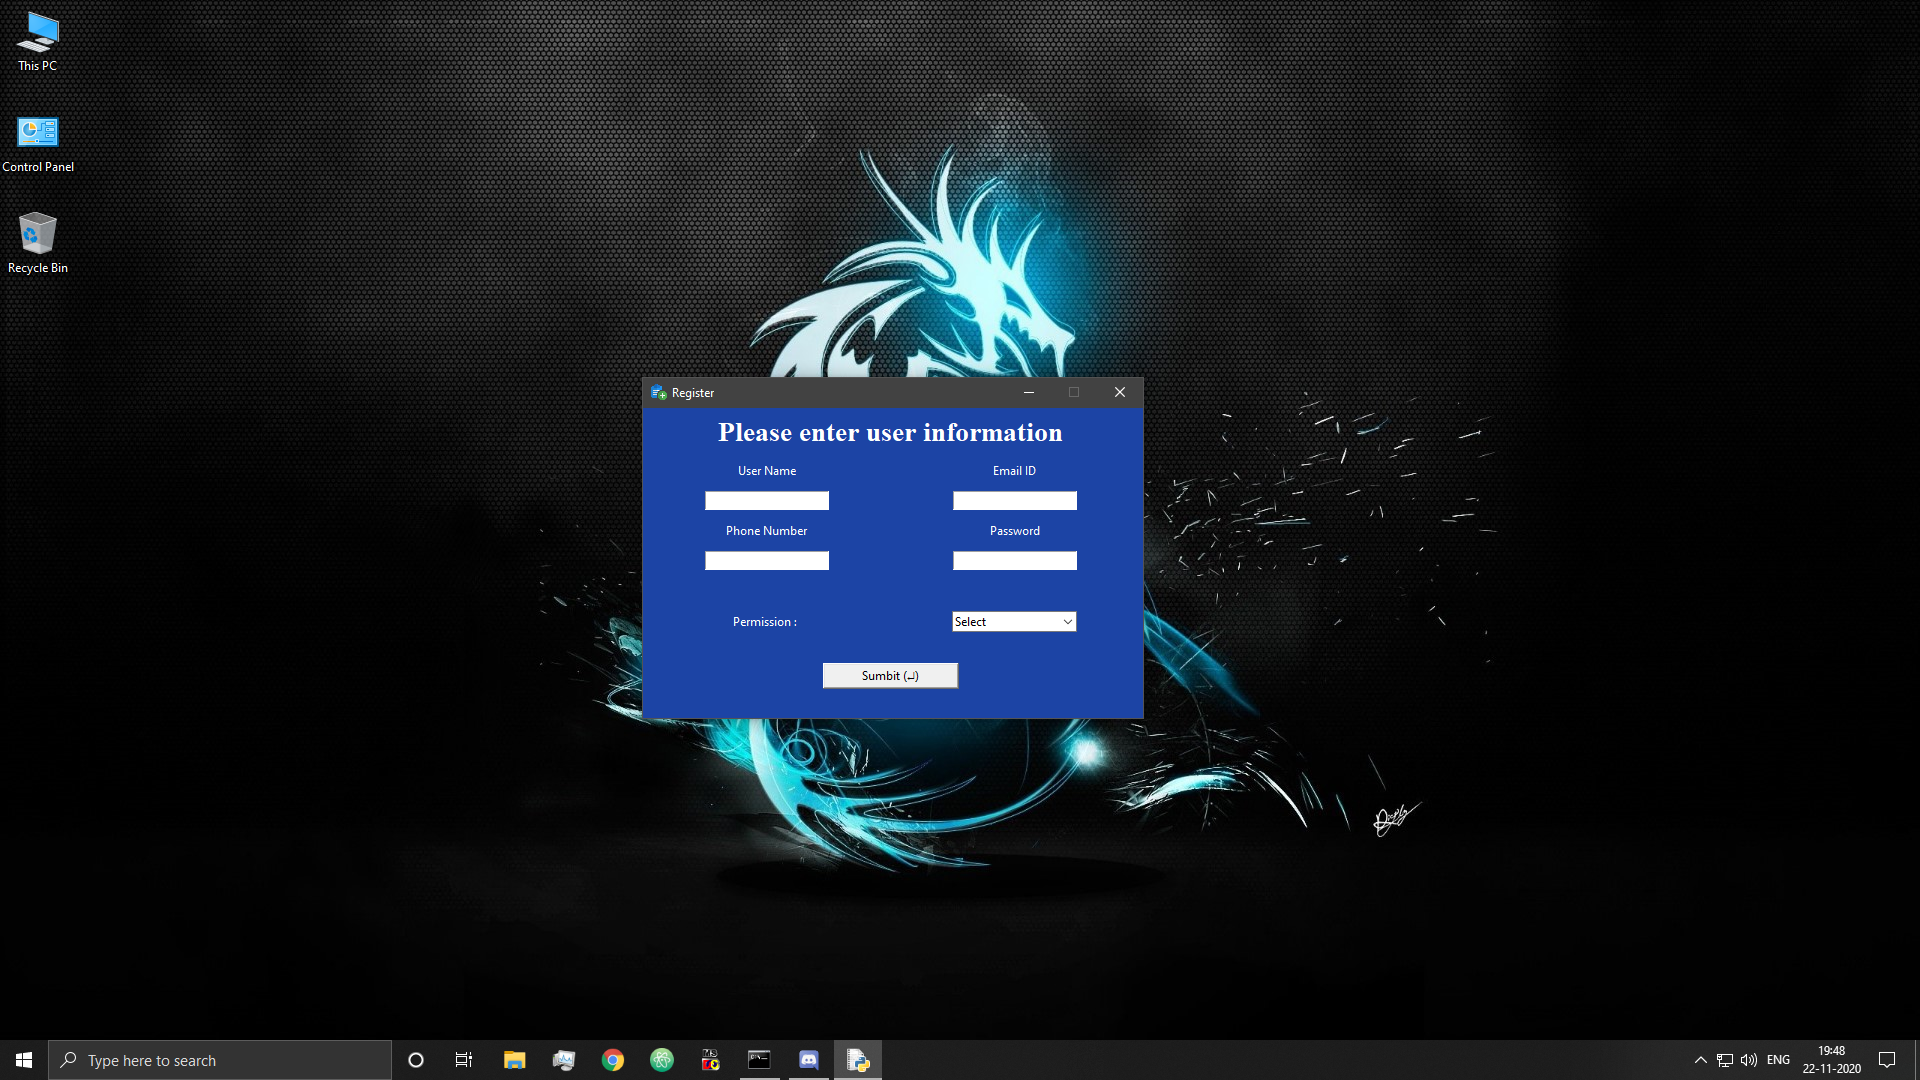 This PC
Control Panel
Recycle Bin
Register
Please enter user information
User Name
Email ID
Phone Number
Password
Permission :
Select
Sumbit (↵)
Type here to search
ENG
19:48
22-11-2020